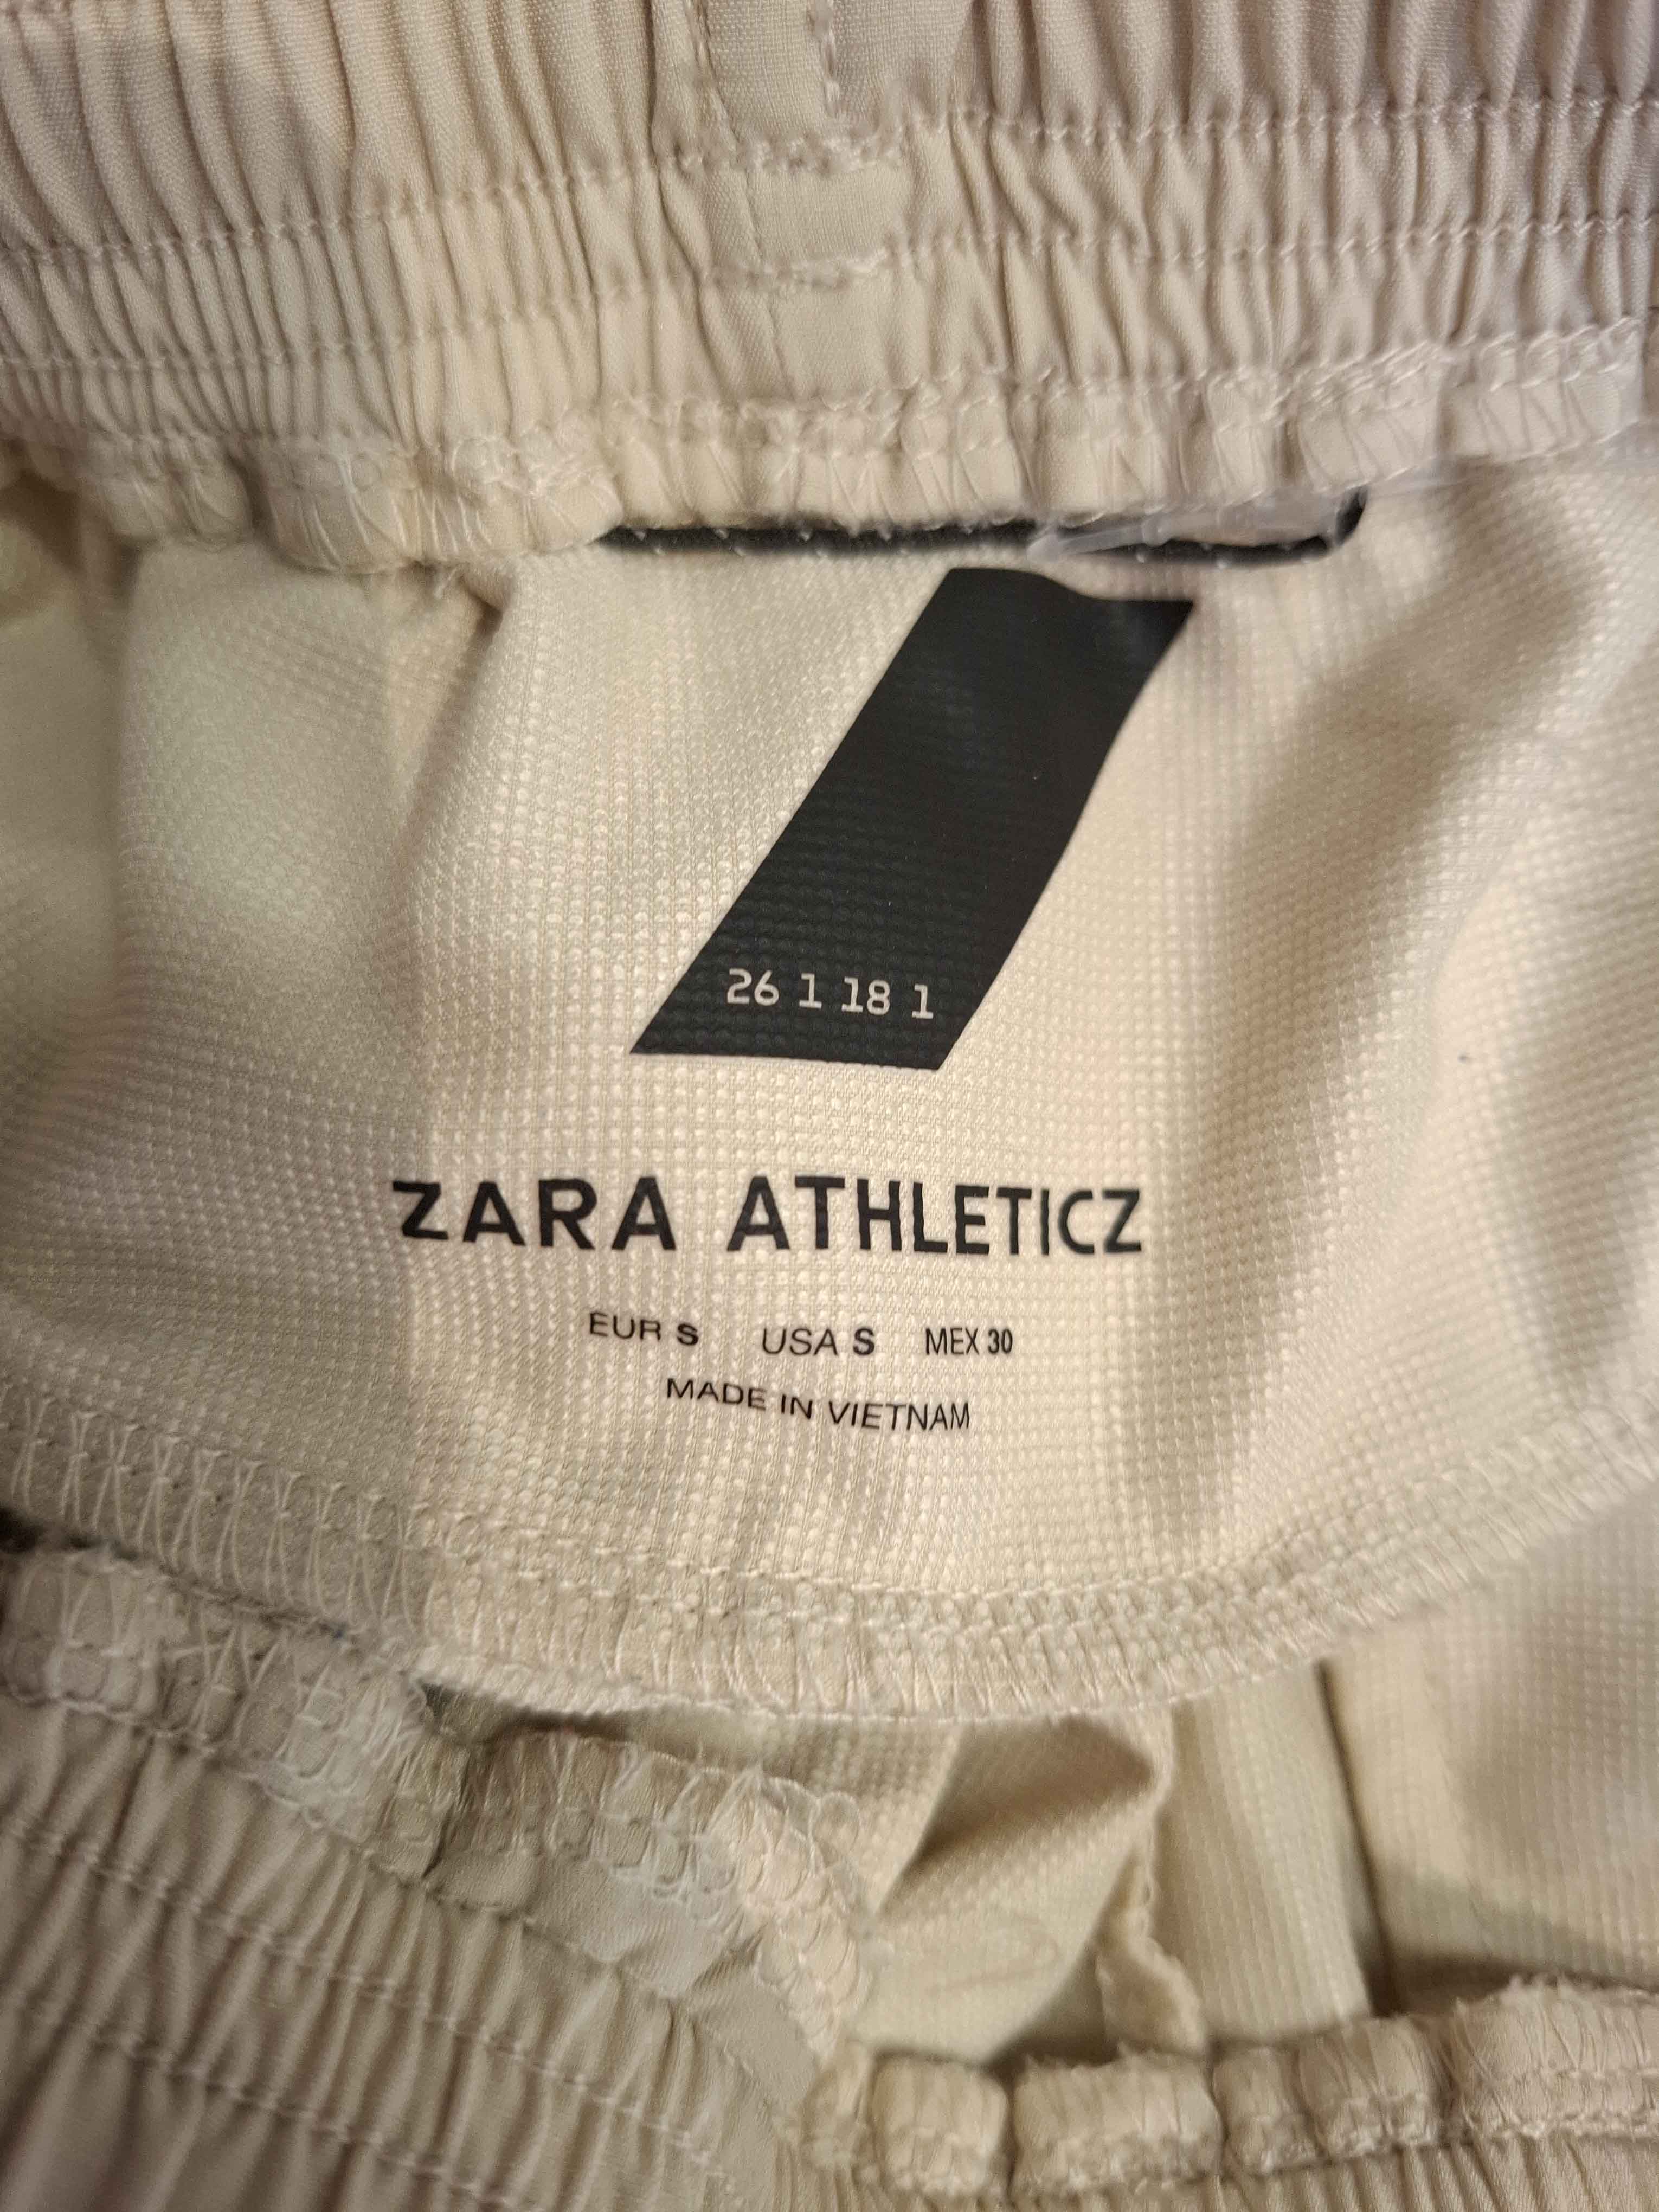 26 1 18 1
ZARA ATHLETICZ
EUR S USA S MEX 30
MADE IN VIETNAM